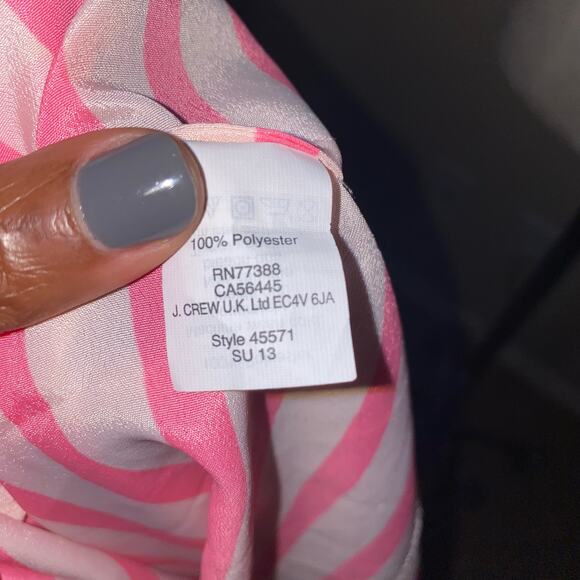 100% Polyester
RN77388
CA56445
J. CREW U.K. Ltd EC4V 6JA
Style 45571
SU 13